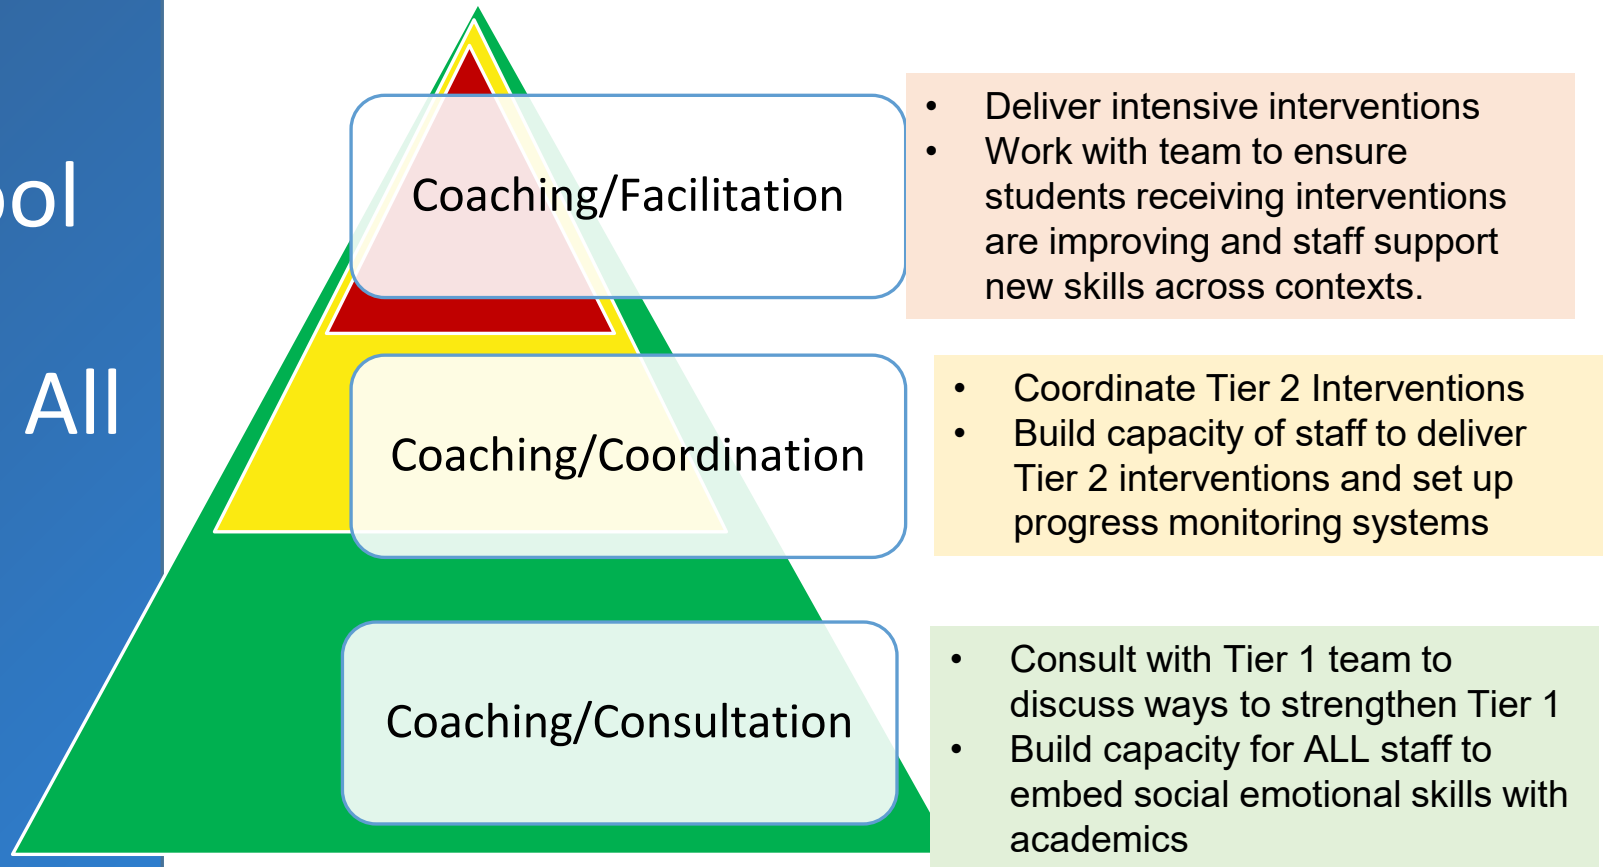 All
Coaching/Facilitation
• Deliver intensive interventions
• Work with team to ensure
students receiving interventions
are improving and staff support
new skills across contexts.
Coaching/Coordination
• Coordinate Tier 2 Interventions
• Build capacity of staff to deliver
Tier 2 interventions and set up
progress monitoring systems
Coaching/Consultation
• Consult with Tier 1 team to
discuss ways to strengthen Tier 1
• Build capacity for ALL staff to
embed social emotional skills with
academics